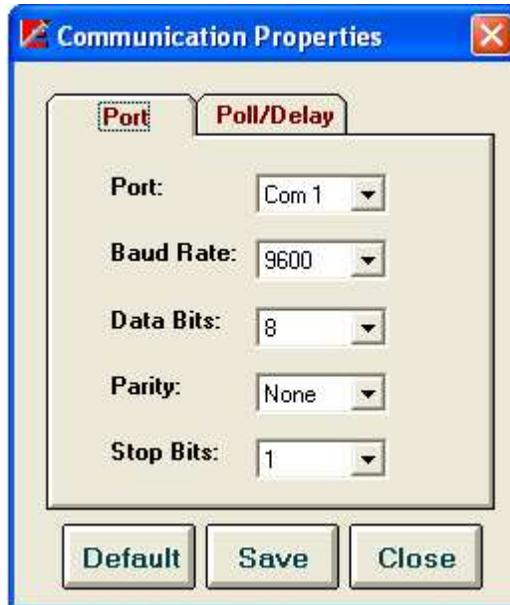 Communication Properties
Port Poll/Delay
Port: Com 1
Baud Rate: 9600
Data Bits: 8
Parity: None
Stop Bits: 1
Default Save Close